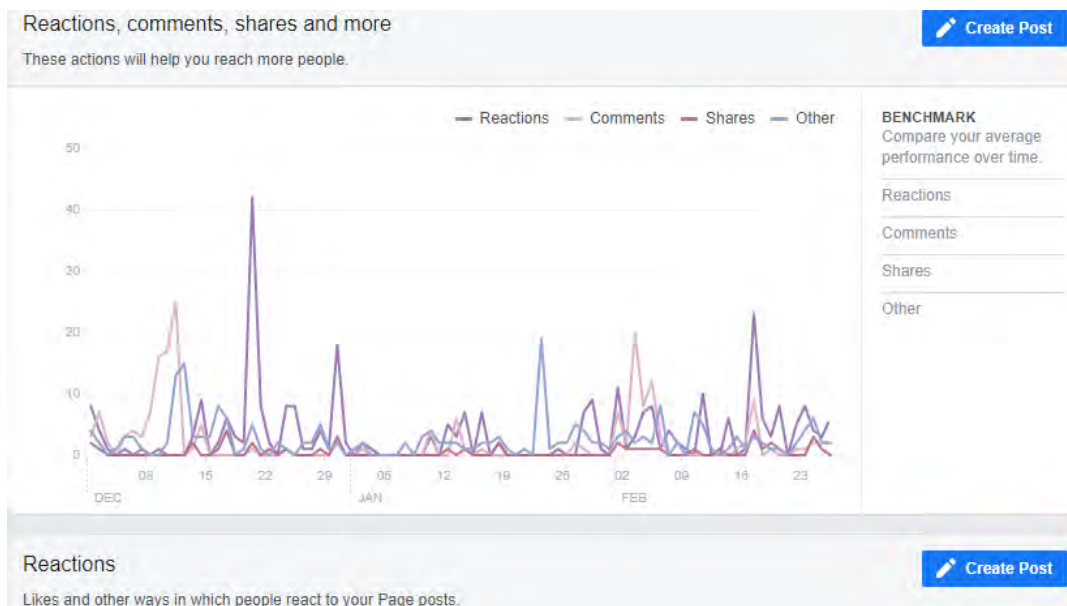 Reactions, comments, shares and more
Create Post
These actions will help you reach more people.
Reactions Comments Shares Other
BENCHMARK
Compare your average
performance over time.
Reactions
Comments
Shares
Other
50
40
30
20
10
0
08 15 22 29 05 12 19 26 02 09 16 23
DEC JAN FEB
Reactions
Create Post
Likes and other ways in which people react to your Page posts.